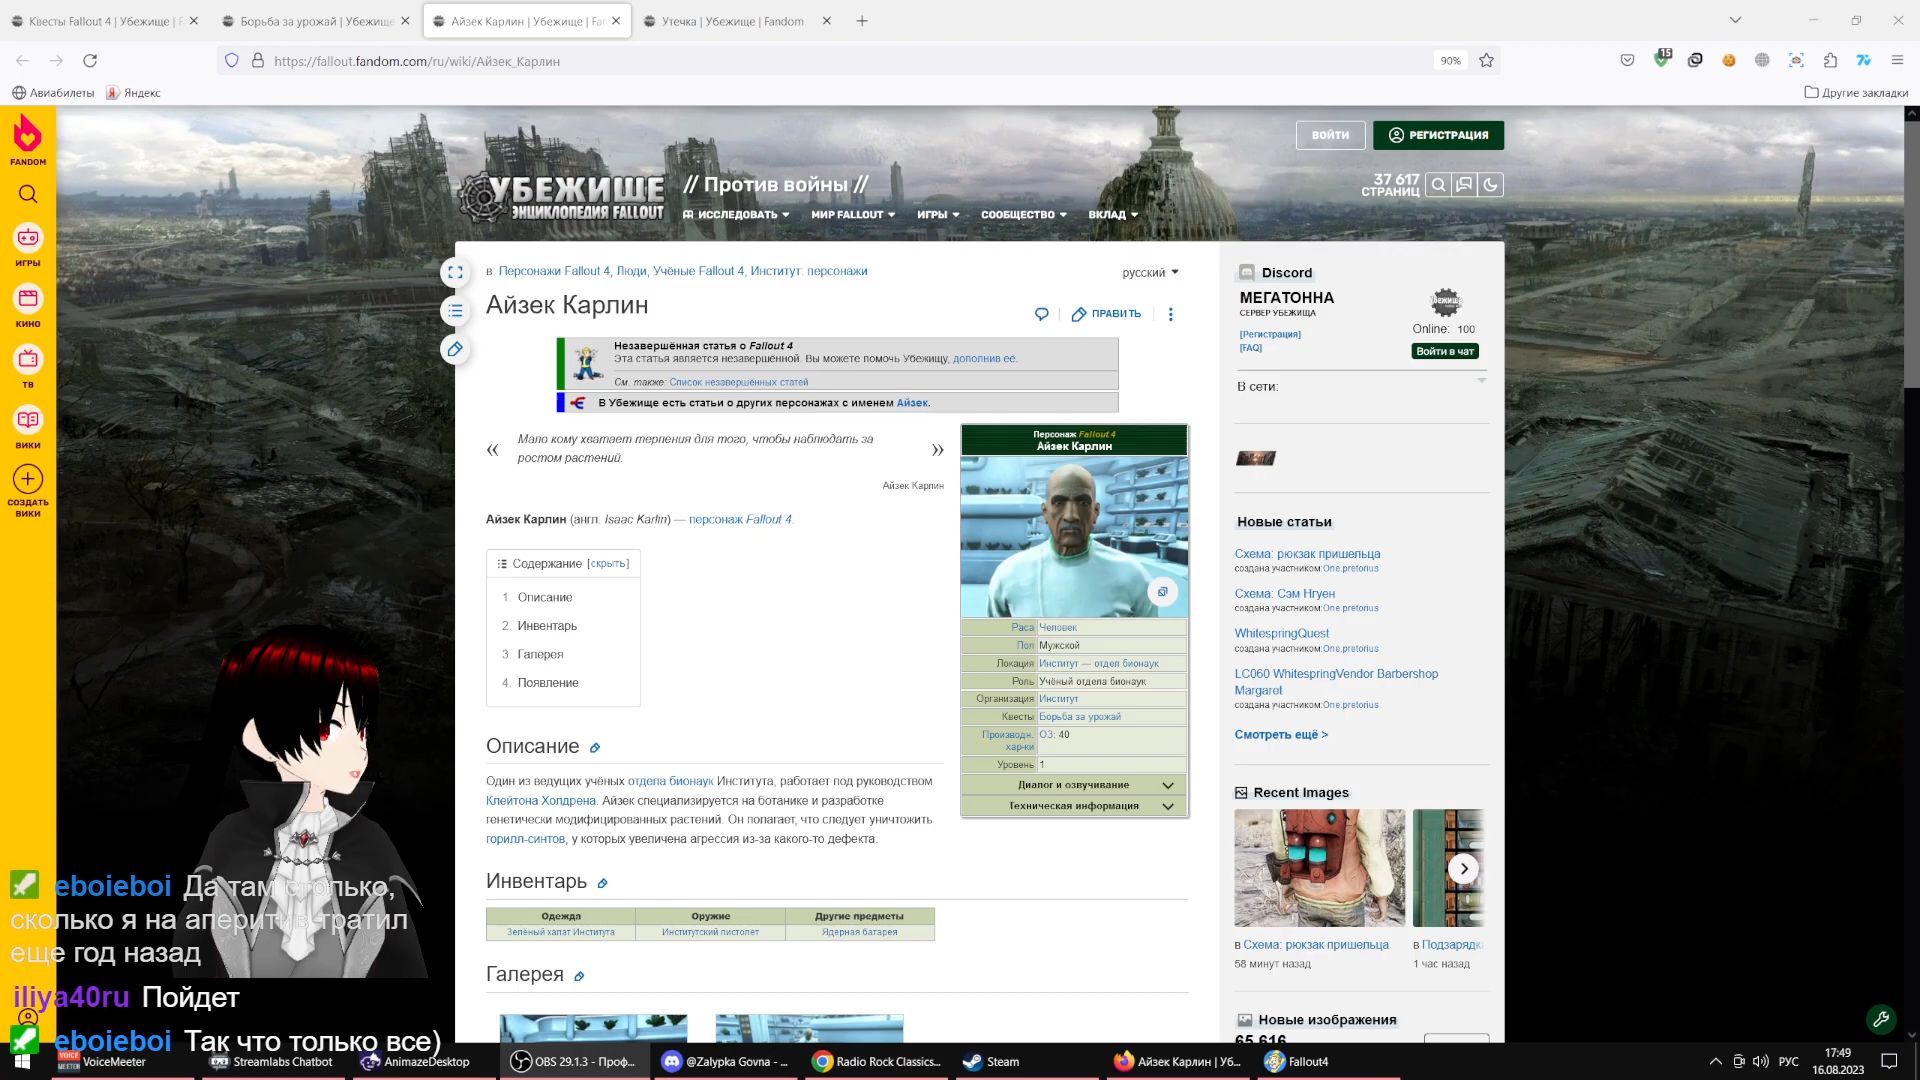 Квесты Fallout 4 | Убежище | F
Борьба за урожай | Убежище
Айзек Карлин | Убежище | Fan
Утечка | Убежище | Fandom
https://fallout.fandom.com/ru/wiki/Айзек_Карлин
90%
15
Авиабилеты
Яндекс
Другие закладки
FANDOM
ИГРЫ
КИНО
ТВ
ВИКИ
СОЗДАТЬ
ВИКИ
ВОЙТИ
РЕГИСТРАЦИЯ
УБЕЖИЩЕ
ЭНЦИКЛОПЕДИЯ FALLOUT
// Против войны //
37 617
СТРАНИЦ
ИССЛЕДОВАТЬ
МИР FALLOUT
ИГРЫ
СООБЩЕСТВО
ВКЛАД
в: Персонажи Fallout 4, Люди, Учёные Fallout 4, Институт: персонажи
русский
Айзек Карлин
ПРАВИТЬ
Незавершённая статья о Fallout 4
Эта статья является незавершённой. Вы можете помочь Убежищу, дополнив её.
См. также: Список незавершённых статей
В Убежище есть статьи о других персонажах с именем Айзек.
« Мало кому хватает терпения для того, чтобы наблюдать за »
ростом растений.
Айзек Карлин
Айзек Карлин (англ. Isaac Karlin) — персонаж Fallout 4.
Содержание [скрыть]
1. Описание
2. Инвентарь
3. Галерея
4. Появление
Описание
Один из ведущих учёных отдела бионаук Института, работает под руководством
Клейтона Холдрена. Айзек специализируется на ботанике и разработке
генетически модифицированных растений. Он полагает, что следует уничтожить
горилл-синтов, у которых увеличена агрессия из-за какого-то дефекта.
Инвентарь
Одежда Оружие Другие предметы
Зелёный халат Института Институтский пистолет Ядерная батарея
Галерея
Персонаж Fallout 4
Айзек Карлин
Раса Человек
Пол Мужской
Локация Институт — отдел бионаук
Роль Учёный отдела бионаук
Организация Институт
Квесты Борьба за урожай
Производн. ОЗ: 40
хар-ки
Уровень 1
Диалог и озвучивание
Техническая информация
Discord
МЕГАТОННА
СЕРВЕР УБЕЖИЩА
[Регистрация]
[FAQ]
Убежище
Online: 100
Войти в чат
В сети:
Новые статьи
Схема: рюкзак пришельца
создана участником:One.pretorius
Схема: Сэм Нгуен
создана участником:One.pretorius
WhitespringQuest
создана участником:One.pretorius
LC060 WhitespringVendor Barbershop
Margaret
создана участником:One.pretorius
Смотреть ещё >
Recent Images
в Схема: рюкзак пришельца
58 минут назад
в Подзарядка
1 час назад
Новые изображения
65 616
eboieboi Да там столько,
сколько я на аперитив тратил
еще год назад
iliya40ru Пойдет
eboieboi Так что только все)
VoiceMeeter
Streamlabs Chatbot
AnimazeDesktop
OBS 29.1.3 - Проф...
@Zalypka Govna - ...
Radio Rock Classics...
Steam
Айзек Карлин | Уб...
Fallout4
РУС
17:49
16.08.2023